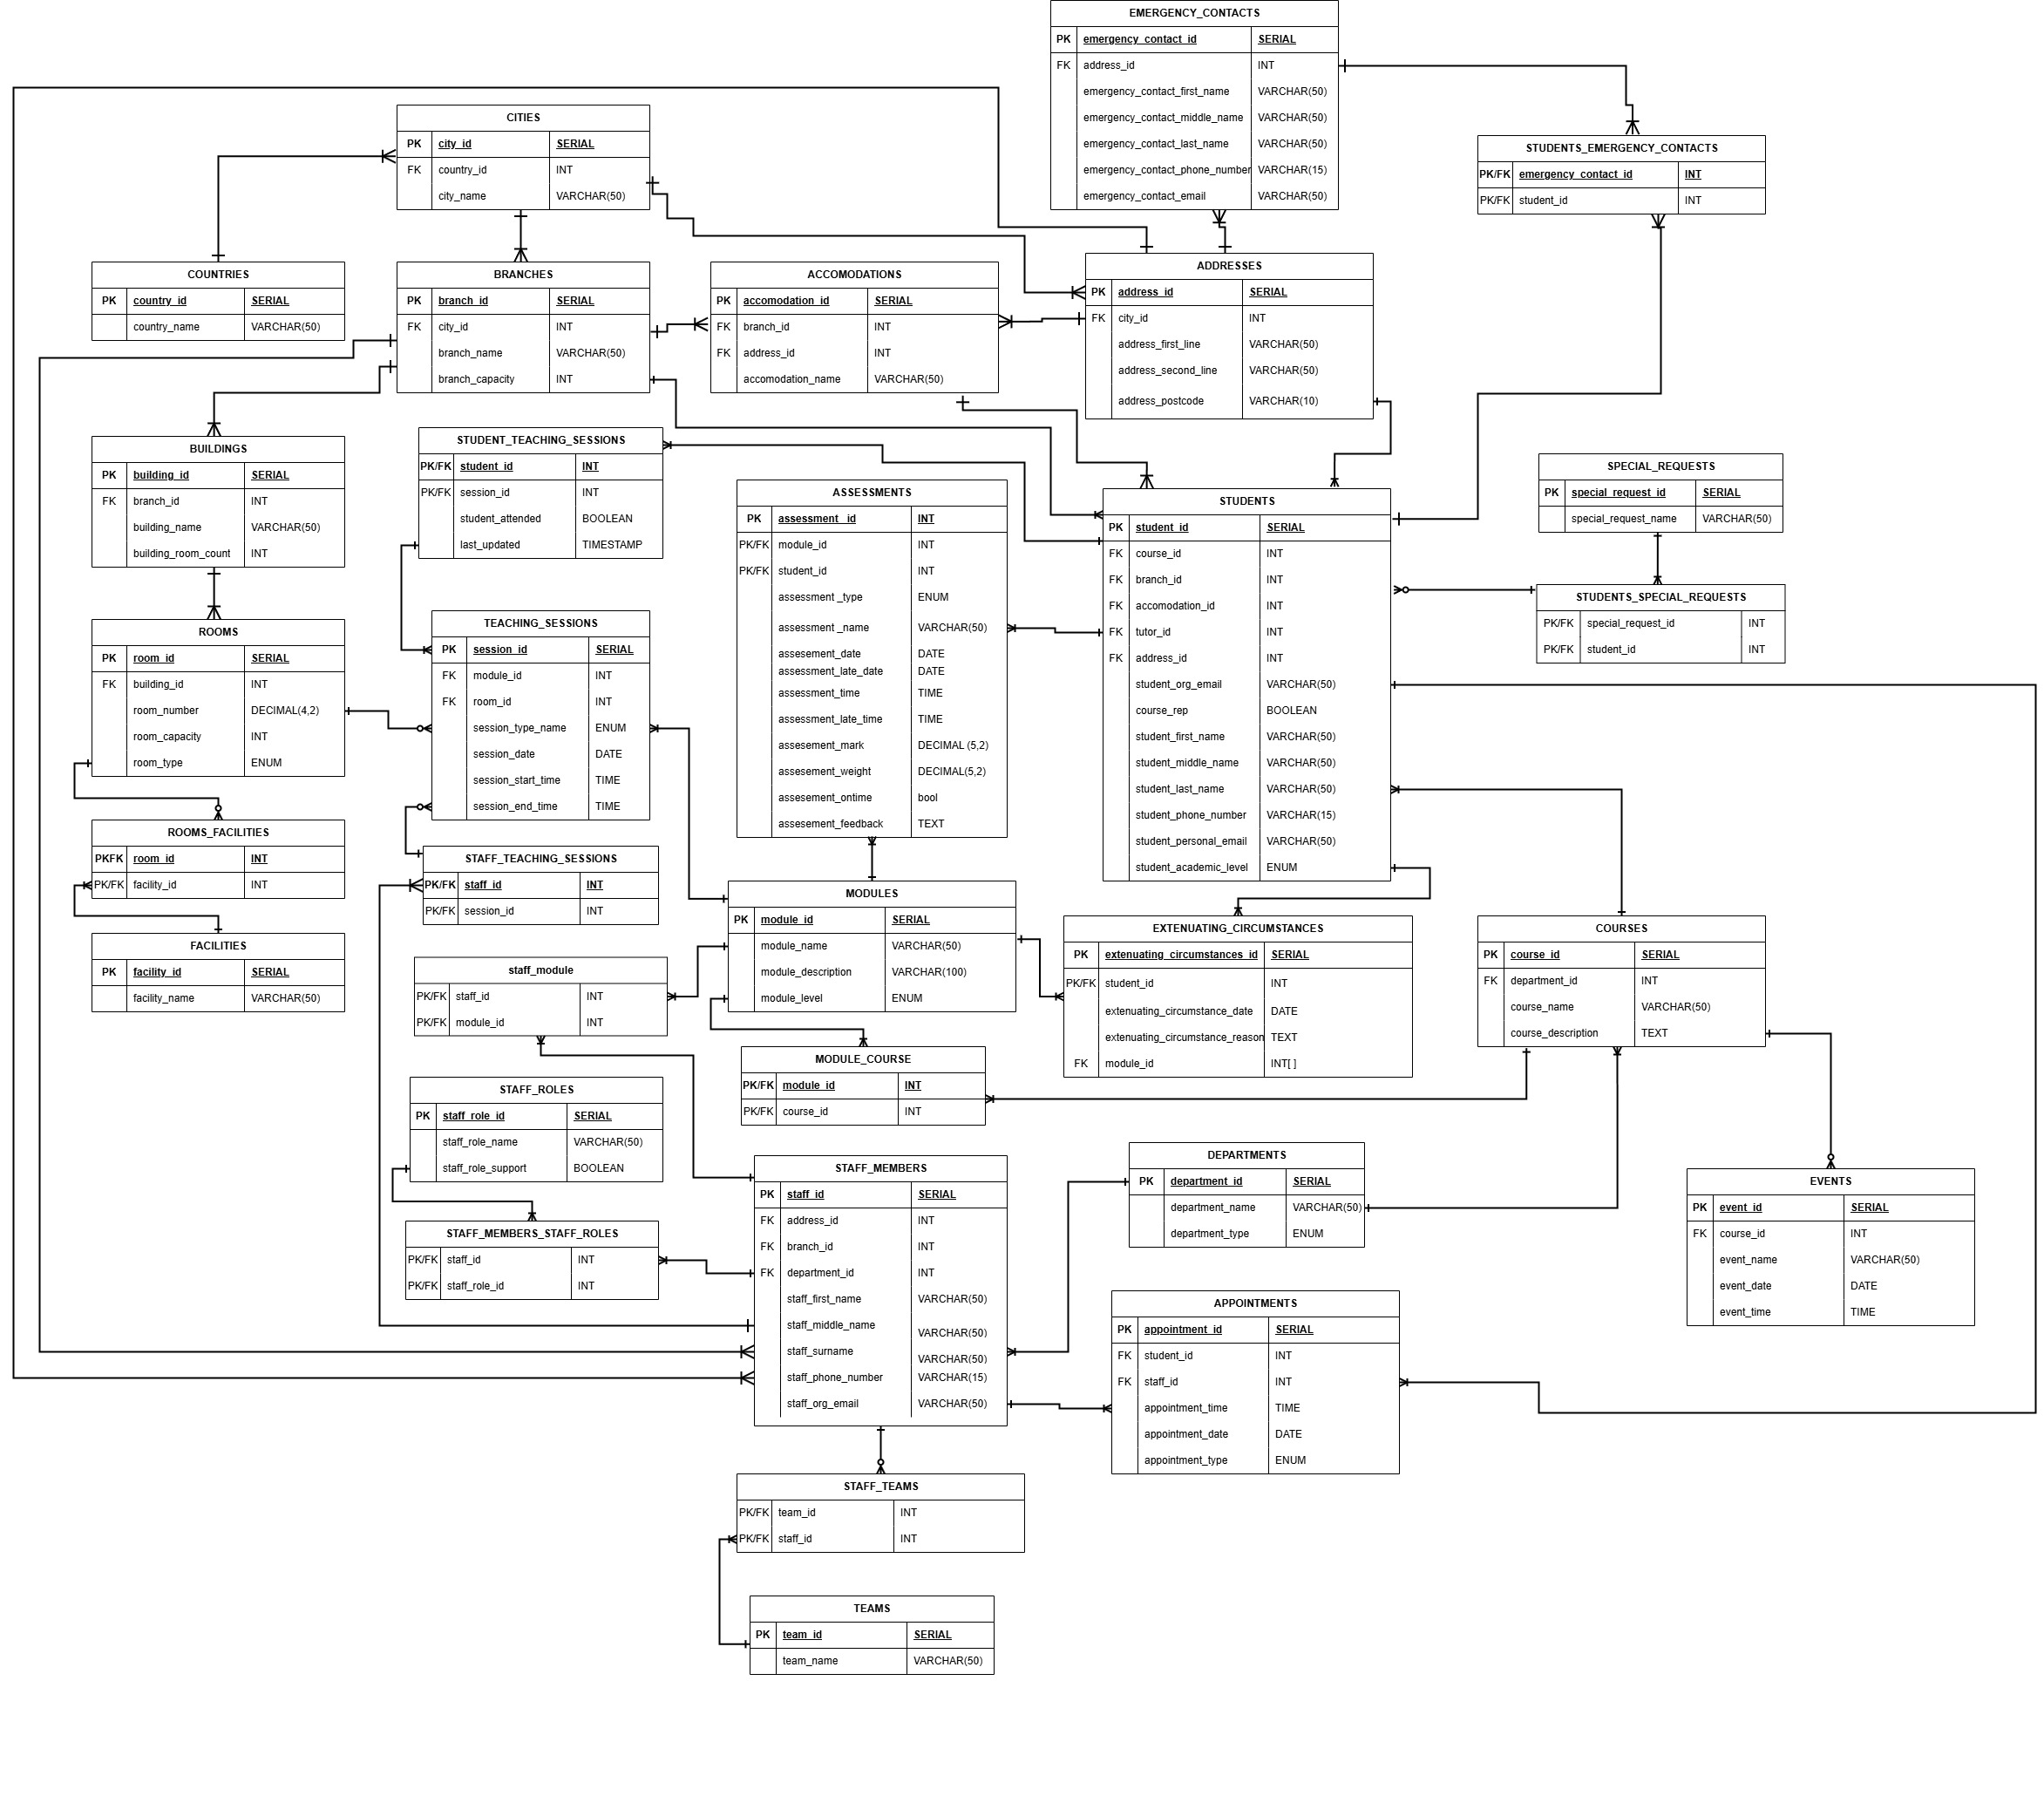 EMERGENCY_CONTACTS
PK emergency_contact_id SERIAL
FK address_id INT
emergency_contact_first_name VARCHAR(50)
emergency_contact_middle_name VARCHAR(50)
emergency_contact_last_name VARCHAR(50)
emergency_contact_phone_number VARCHAR(15)
emergency_contact_email VARCHAR(50)
CITIES
PK city_id SERIAL
FK country_id INT
city_name VARCHAR(50)
STUDENTS_EMERGENCY_CONTACTS
PK/FK emergency_contact_id INT
PK/FK student_id INT
COUNTRIES
PK country_id SERIAL
country_name VARCHAR(50)
BRANCHES
PK branch_id SERIAL
FK city_id INT
branch_name VARCHAR(50)
branch_capacity INT
ACCOMODATIONS
PK accomodation_id SERIAL
FK branch_id INT
FK address_id INT
accomodation_name VARCHAR(50)
ADDRESSES
PK address_id SERIAL
FK city_id INT
address_first_line VARCHAR(50)
address_second_line VARCHAR(50)
address_postcode VARCHAR(10)
BUILDINGS
PK building_id SERIAL
FK branch_id INT
building_name VARCHAR(50)
building_room_count INT
STUDENT_TEACHING_SESSIONS
PK/FK student_id INT
PK/FK session_id INT
student_attended BOOLEAN
last_updated TIMESTAMP
ASSESSMENTS
PK assessment_id INT
PK/FK module_id INT
PK/FK student_id INT
assessment _type ENUM
assessment _name VARCHAR(50)
assesement_date DATE
assessment_late_date DATE
assessment_time TIME
assessment_late_time TIME
assesement_mark DECIMAL (5,2)
assesement_weight DECIMAL(5,2)
assesement_ontime bool
assesement_feedback TEXT
STUDENTS
PK student_id SERIAL
FK course_id INT
FK branch_id INT
FK accomodation_id INT
FK tutor_id INT
FK address_id INT
student_org_email VARCHAR(50)
course_rep BOOLEAN
student_first_name VARCHAR(50)
student_middle_name VARCHAR(50)
student_last_name VARCHAR(50)
student_phone_number VARCHAR(15)
student_personal_email VARCHAR(50)
student_academic_level ENUM
SPECIAL_REQUESTS
PK special_request_id SERIAL
special_request_name VARCHAR(50)
STUDENTS_SPECIAL_REQUESTS
PK/FK special_request_id INT
PK/FK student_id INT
ROOMS
PK room_id SERIAL
FK building_id INT
room_number DECIMAL(4,2)
room_capacity INT
room_type ENUM
TEACHING_SESSIONS
PK session_id SERIAL
FK module_id INT
FK room_id INT
session_type_name ENUM
session_date DATE
session_start_time TIME
session_end_time TIME
ROOMS_FACILITIES
PKFK room_id INT
PK/FK facility_id INT
STAFF_TEACHING_SESSIONS
PK/FK staff_id INT
PK/FK session_id INT
FACILITIES
PK facility_id SERIAL
facility_name VARCHAR(50)
MODULES
PK module_id SERIAL
module_name VARCHAR(50)
module_description VARCHAR(100)
module_level ENUM
EXTENUATING_CIRCUMSTANCES
PK extenuating_circumstances_id SERIAL
PK/FK student_id INT
extenuating_circumstance_date DATE
extenuating_circumstance_reason TEXT
FK module_id INT[ ]
COURSES
PK course_id SERIAL
FK department_id INT
course_name VARCHAR(50)
course_description TEXT
staff_module
PK/FK staff_id INT
PK/FK module_id INT
MODULE_COURSE
PK/FK module_id INT
PK/FK course_id INT
STAFF_ROLES
PK staff_role_id SERIAL
staff_role_name VARCHAR(50)
staff_role_support BOOLEAN
STAFF_MEMBERS_STAFF_ROLES
PK/FK staff_id INT
PK/FK staff_role_id INT
STAFF_MEMBERS
PK staff_id SERIAL
FK address_id INT
FK branch_id INT
FK department_id INT
staff_first_name VARCHAR(50)
staff_middle_name VARCHAR(50)
staff_surname VARCHAR(50)
staff_phone_number VARCHAR(15)
staff_org_email VARCHAR(50)
DEPARTMENTS
PK department_id SERIAL
department_name VARCHAR(50)
department_type ENUM
EVENTS
PK event_id SERIAL
FK course_id INT
event_name VARCHAR(50)
event_date DATE
event_time TIME
APPOINTMENTS
PK appointment_id SERIAL
FK student_id INT
FK staff_id INT
appointment_time TIME
appointment_date DATE
appointment_type ENUM
STAFF_TEAMS
PK/FK team_id INT
PK/FK staff_id INT
TEAMS
PK team_id SERIAL
team_name VARCHAR(50)